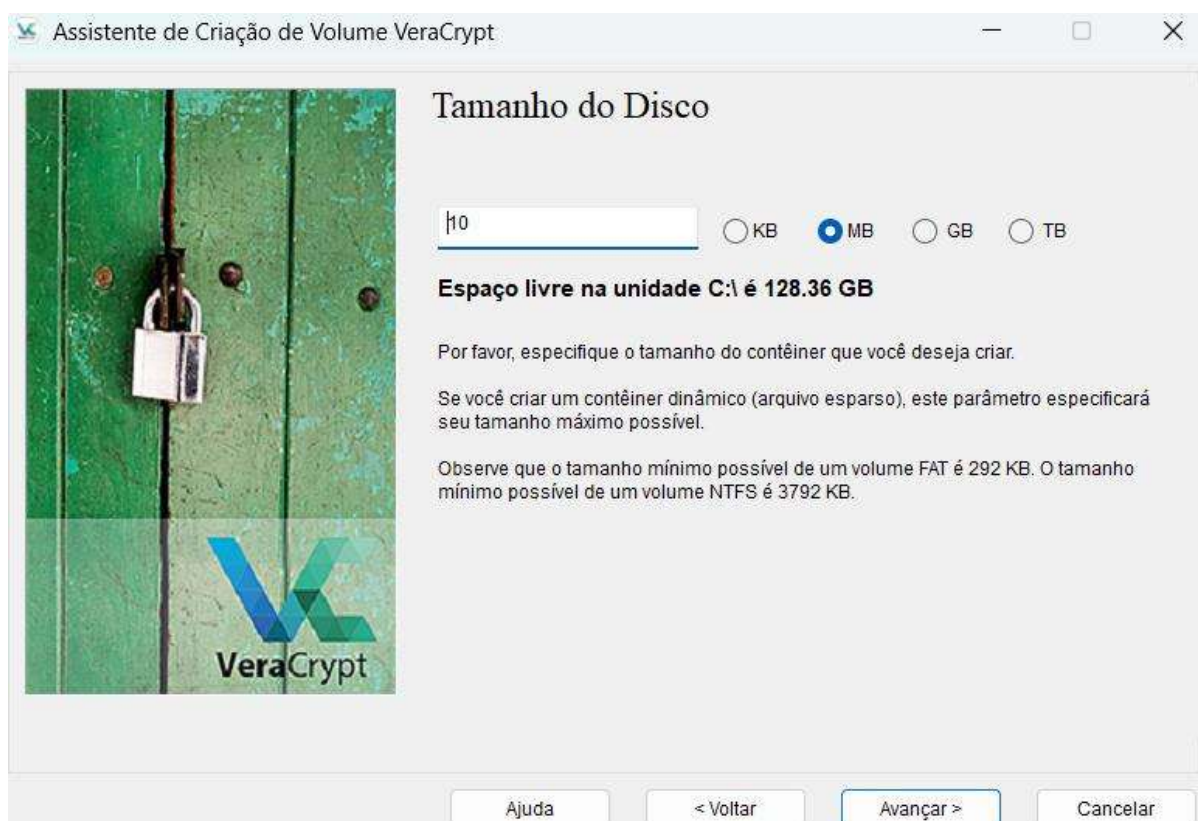 Assistente de Criação de Volume VeraCrypt
Tamanho do Disco
10
KB MB GB TB
Espaço livre na unidade C:\ é 128.36 GB
Por favor, especifique o tamanho do contêiner que você deseja criar.
Se você criar um contêiner dinâmico (arquivo esparso), este parâmetro especificará
seu tamanho máximo possível.
Observe que o tamanho mínimo possível de um volume FAT é 292 KB. O tamanho
mínimo possível de um volume NTFS é 3792 KB.
VeraCrypt
Ajuda < Voltar Avançar > Cancelar